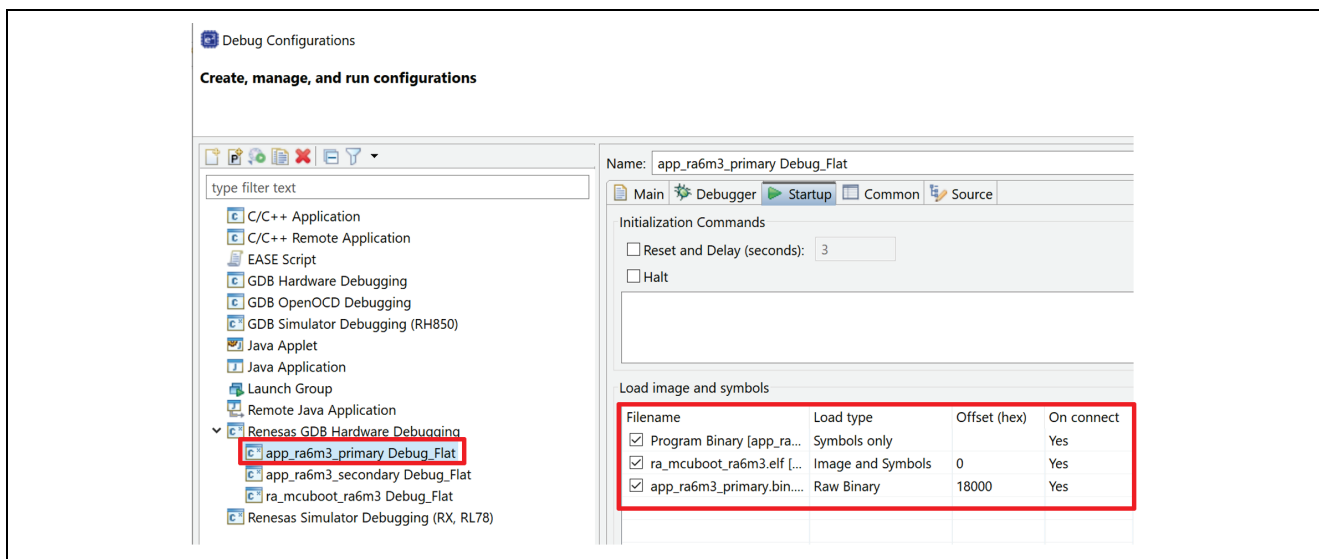 Debug Configurations
Create, manage, and run configurations
type filter text
C/C++ Application
C/C++ Remote Application
EASE Script
GDB Hardware Debugging
GDB OpenOCD Debugging
GDB Simulator Debugging (RH850)
Java Applet
Java Application
Launch Group
Remote Java Application
Renesas GDB Hardware Debugging
app_ra6m3_primary Debug_Flat
app_ra6m3_secondary Debug_Flat
ra_mcuboot_ra6m3 Debug_Flat
Renesas Simulator Debugging (RX, RL78)
Name: app_ra6m3_primary Debug_Flat
Main Debugger Startup Common Source
Initialization Commands
Reset and Delay (seconds): 3
Halt
Load image and symbols
Filename Load type Offset (hex) On connect
Program Binary [app_ra... Symbols only Yes
ra_mcuboot_ra6m3.elf [... Image and Symbols 0 Yes
app_ra6m3_primary.bin.... Raw Binary 18000 Yes